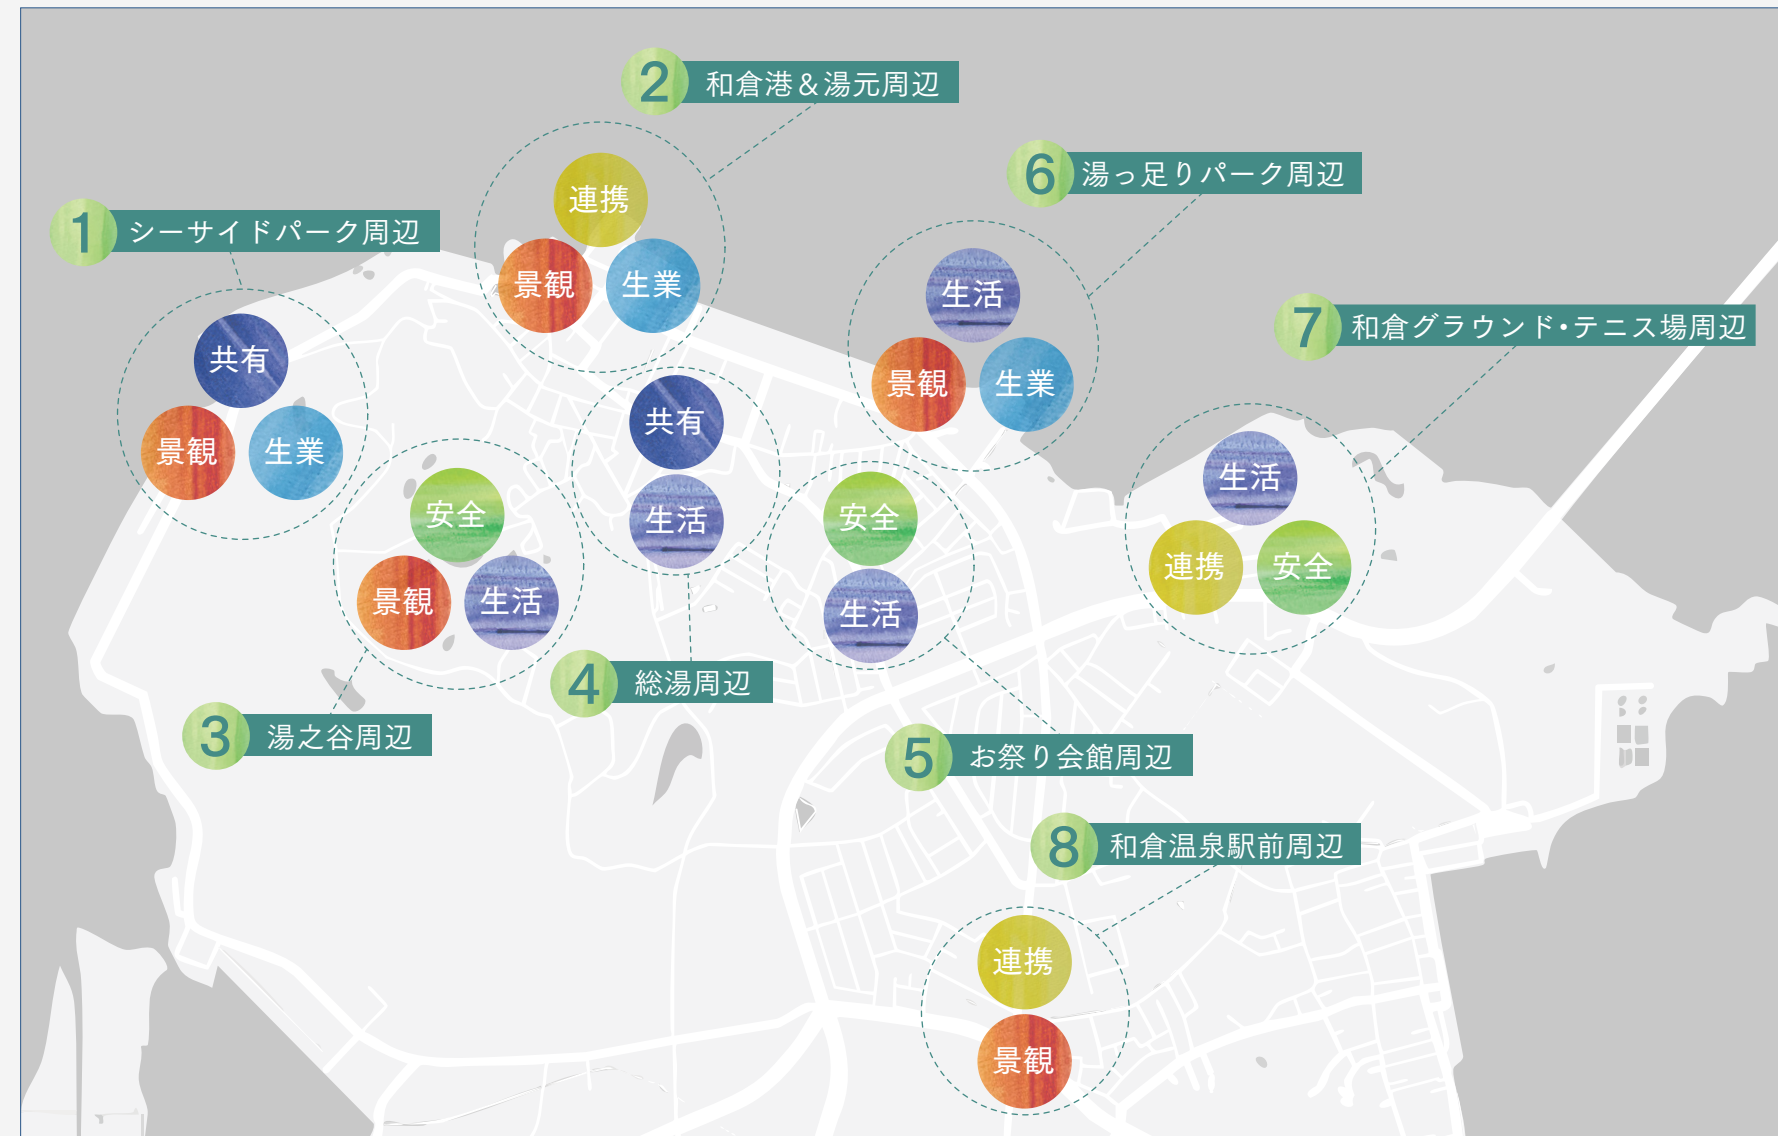 1 シーサイドパーク周辺
共有
景観
生業
2 和倉港&湯元周辺
連携
景観
生業
3 湯之谷周辺
安全
景観
生活
4 総湯周辺
共有
生活
5 お祭り会館周辺
安全
生活
6 湯っ足りパーク周辺
生活
景観
生業
7 和倉グラウンド・テニス場周辺
生活
連携
安全
8 和倉温泉駅前周辺
連携
景観